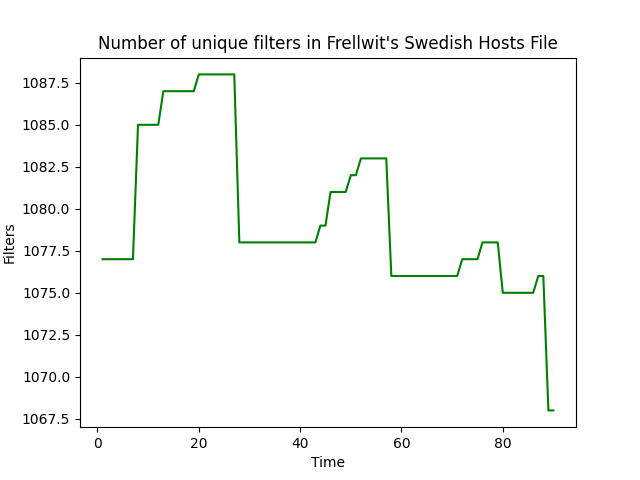 Number of unique filters in Frellwit's Swedish Hosts File
Filters
1087.5
1085.0
1082.5
1080.0
1077.5
1075.0
1072.5
1070.0
1067.5
0 20 40 60 80
Time